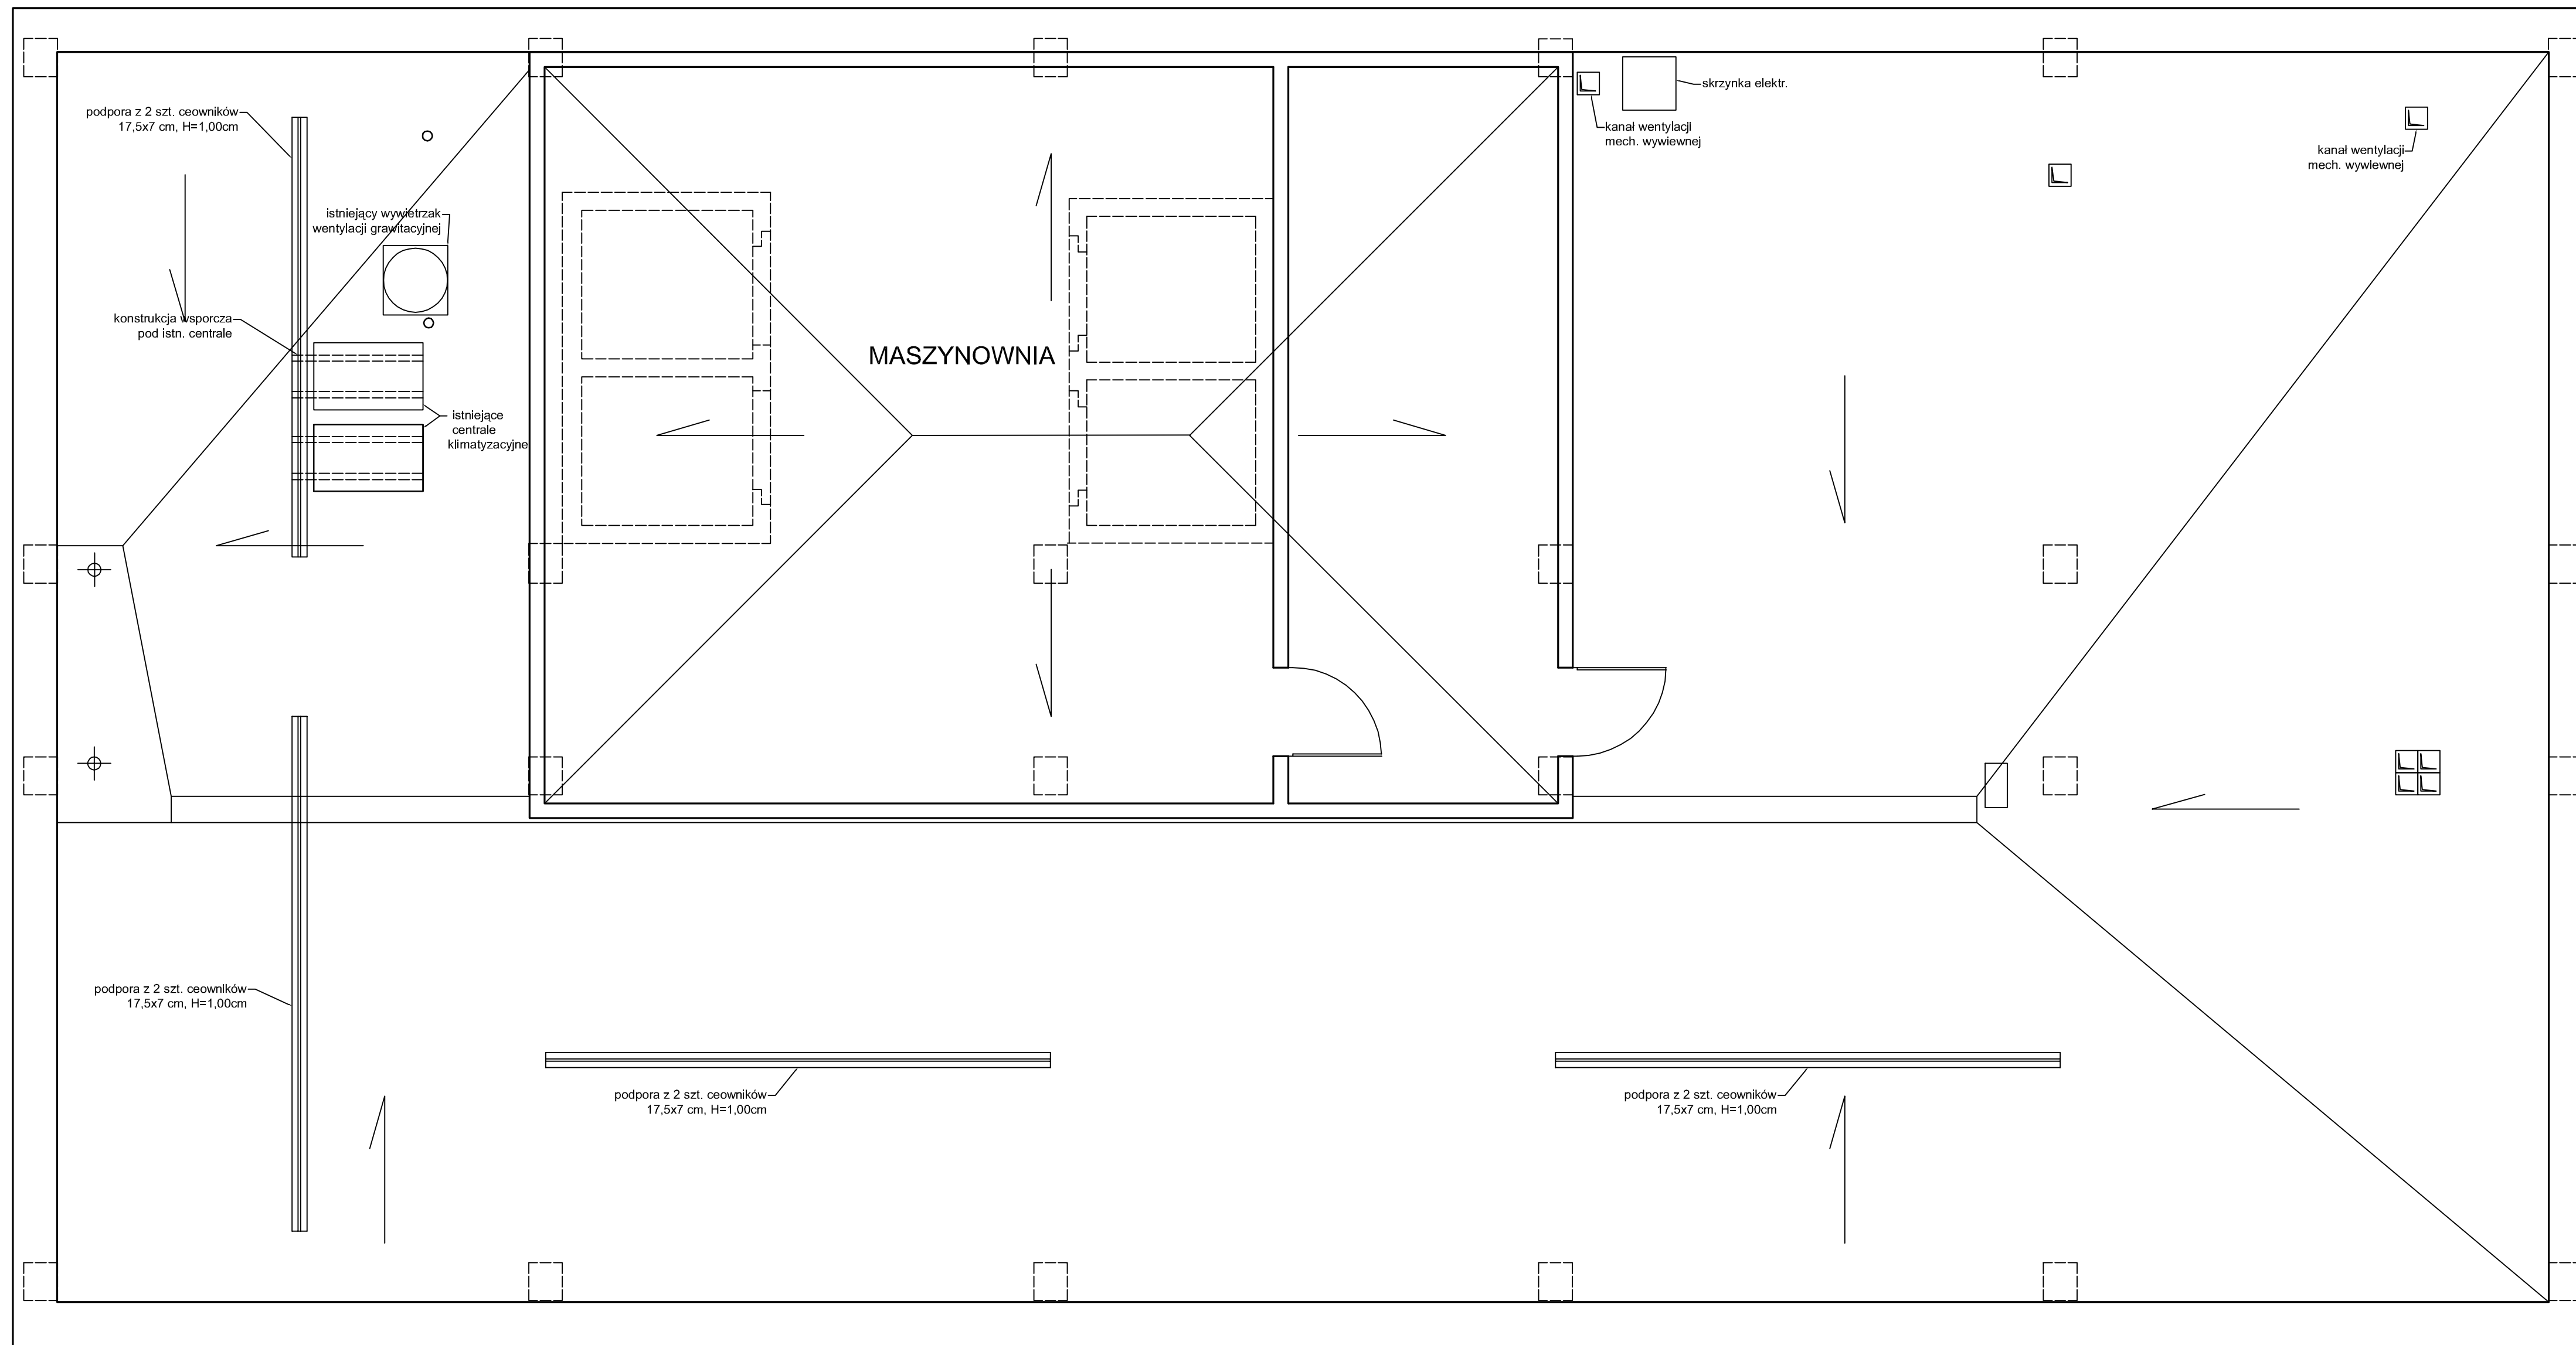 podpora z 2 szt. ceowników
17,5x7 cm, H=1,00cm
istniejący wywietrzak
wentylacji grawitacyjnej
konstrukcja wsporcza
pod istn. centrale
istniejące
centrale
klimatyzacyjne
MASZYNOWNIA
skrzynka elektr.
kanał wentylacji
mech. wywiewnej
kanał wentylacji
mech. wywiewnej
podpora z 2 szt. ceowników
17,5x7 cm, H=1,00cm
podpora z 2 szt. ceowników
17,5x7 cm, H=1,00cm
podpora z 2 szt. ceowników
17,5x7 cm, H=1,00cm